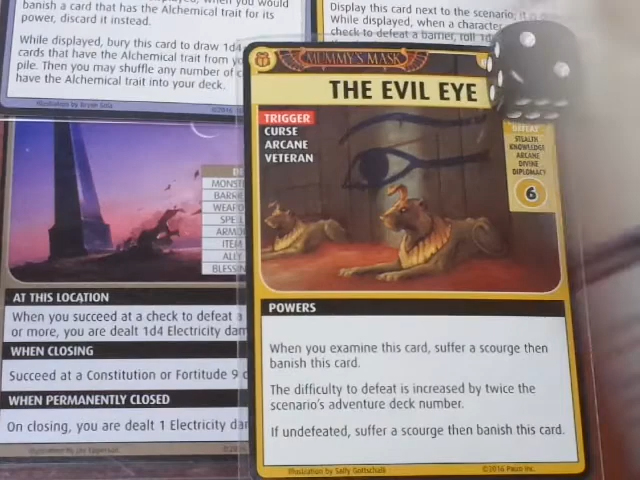 banish a card that has the Alchemical trait for its
power, discard it instead.
While displayed, bury this card to draw 1d4
cards that have the Alchemical trait from
pile. Then you may shuffle any number of
have the Alchemical trait into your deck.
Illustration by Bryan Sola
©2016
Display this card next to the scenario; it
While displayed, when a character
check to defeat a barrier, roll 1d
MUMMY'S MASK
THE EVIL EYE
TRIGGER
CURSE
ARCANE
VETERAN
DEFEAT
STEALTH
KNOWLEDGE
ARCANE
DIVINE
DIPLOMACY
6
POWERS
When you examine this card, suffer a scourge then
banish this card.
The difficulty to defeat is increased by twice the
scenario's adventure deck number.
If undefeated, suffer a scourge then banish this card.
Illustration by Sally Gottschalk
©2016 Paizo Inc.
WEAPO
SPEL
ARMO
ITEM
ALLY
BLESSIN
AT THIS LOCATION
When you succeed at a check to defeat a
or more, you are dealt 1d4 Electricity dam
WHEN CLOSING
Succeed at a Constitution or Fortitude 9
WHEN PERMANENTLY CLOSED
On closing, you are dealt 1 Electricity da